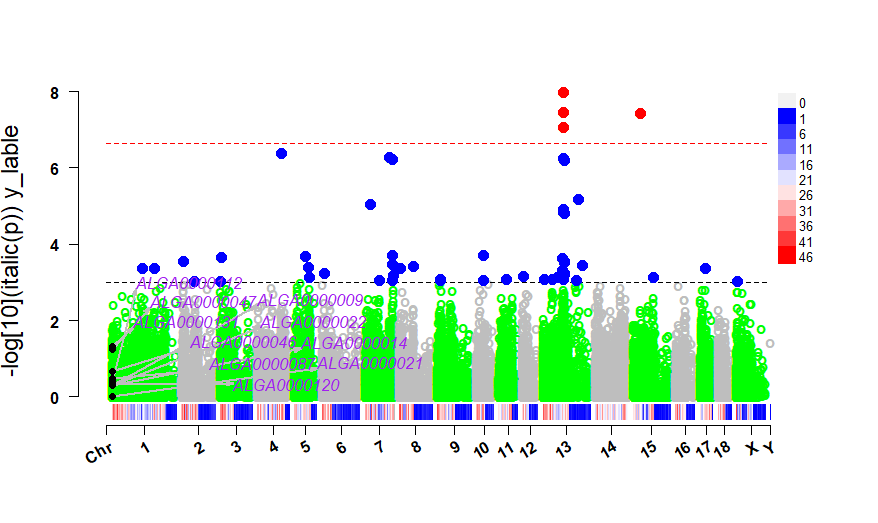 -log[10](italic(p))) y_lable
8
6
4
2
0
ALGA0000047
ALGA0000009
ALGA0000131
ALGA0000022
ALGA0000046
ALGA0000014
ALGA0000087
ALGA0000021
ALGA0000120
Chr 1 2 3 4 5 6 7 8 9 10 11 12 13 14 15 16 17 18 X Y
0
1
6
11
16
21
26
31
36
41
46